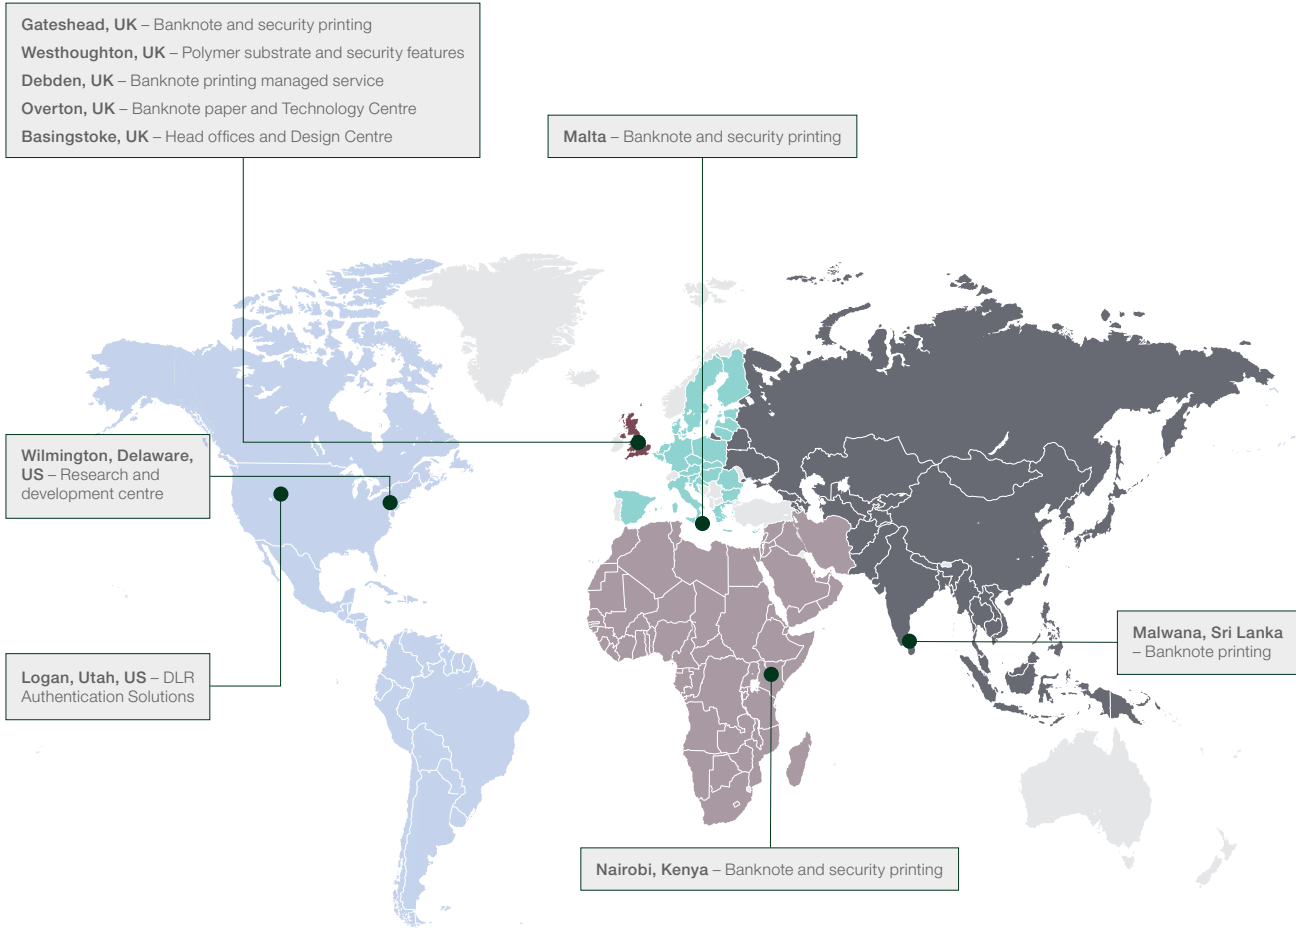 Gateshead, UK – Banknote and security printing
Westhoughton, UK – Polymer substrate and security features
Debden, UK – Banknote printing managed service
Overton, UK – Banknote paper and Technology Centre
Basingstoke, UK – Head offices and Design Centre
Malta – Banknote and security printing
Wilmington, Delaware,
US – Research and
development centre
Malwana, Sri Lanka
– Banknote printing
Logan, Utah, US – DLR
Authentication Solutions
Nairobi, Kenya – Banknote and security printing